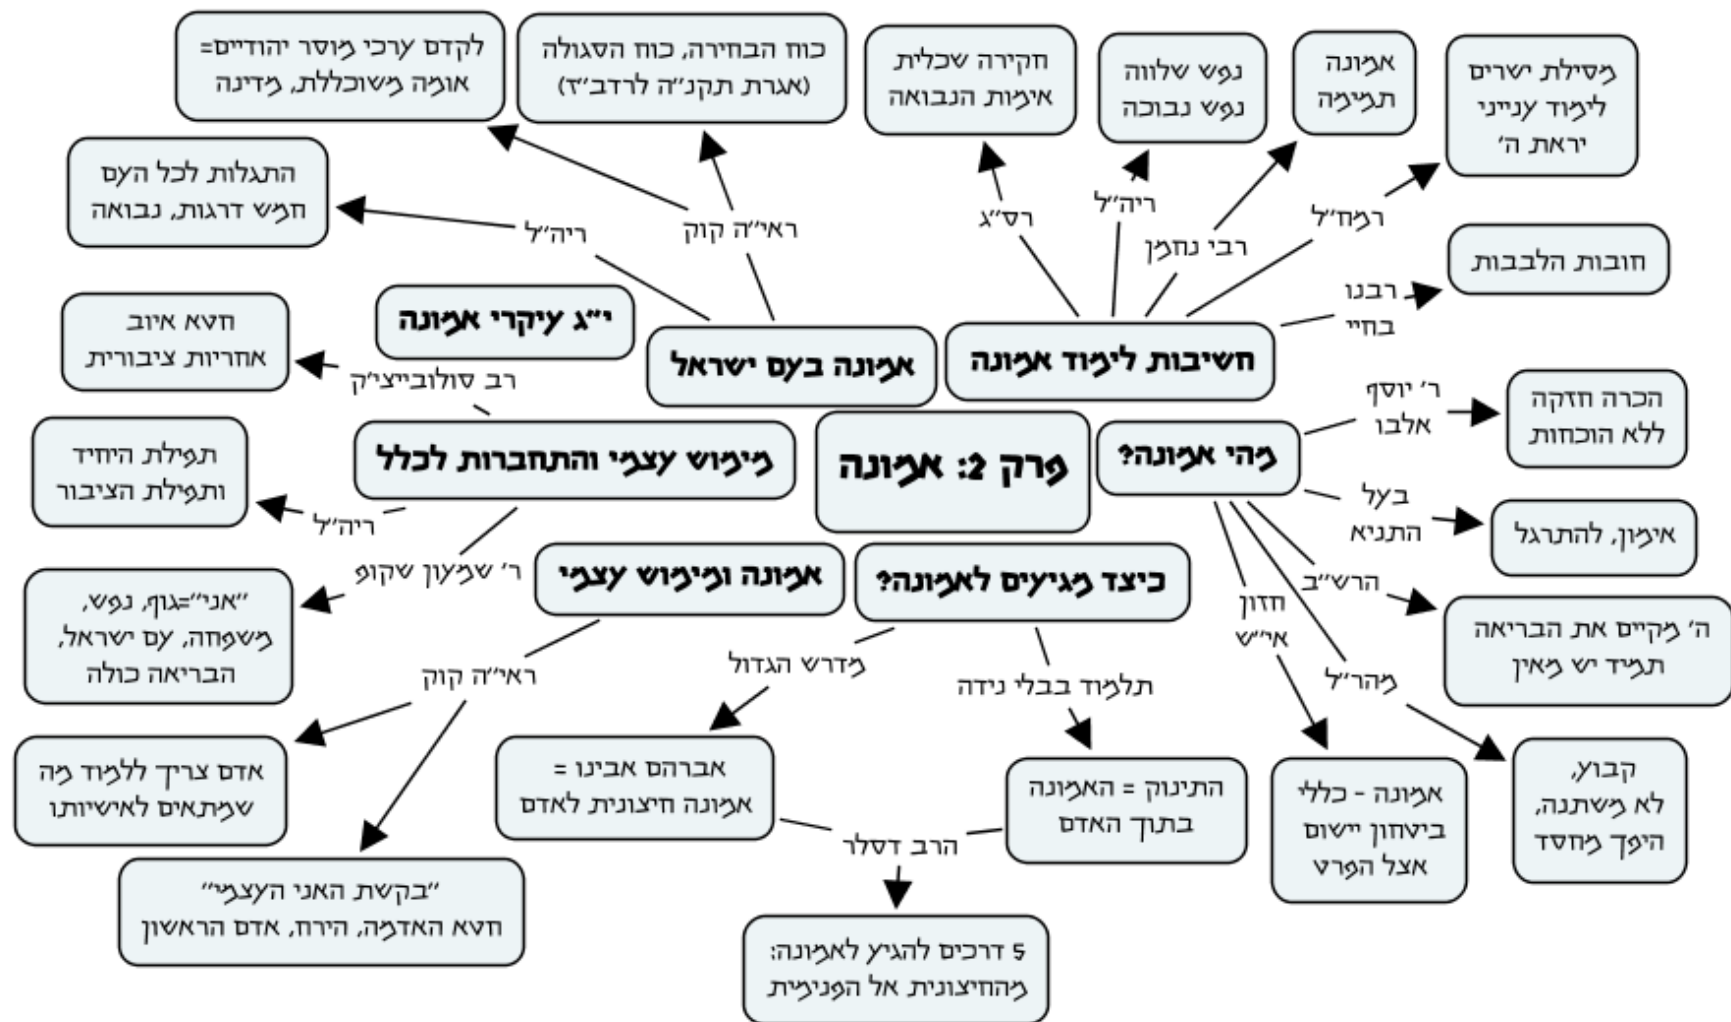 פרק 2: אמונה
חשיבות לימוד אמונה
רס״ג
חקירה שכלית
אימות הנבואה
ריה״ל
נפש שלווה
נפש נבוכה
רבי נחמן
אמונה
תמימה
רמח״ל
מסילת ישרים
לימוד ענייני
יראת ה׳
רבנו
בחיי
חובות הלבבות
מהי אמונה?
ר׳ יוסף
אלבו
הכרה חזקה
ללא הוכחות
בעל
התניא
אימון, להתרגל
הרש״ב
ה׳ מקיים את הבריאה
תמיד יש מאין
מהר״ל
קבוץ,
לא משתנה,
היפך מחסד
חזון
אי״ש
אמונה - כללי
ביטחון יישום
אצל הפרט
כיצד מגיעים לאמונה?
תלמוד בבלי נידה
התינוק = האמונה
בתוך האדם
מדרש הגדול
אברהם אבינו =
אמונה חיצונית לאדם
הרב דסלר
5 דרכים להגיע לאמונה:
מהחיצונית אל הפנימית
אמונה ומימוש עצמי
ראי״ה קוק
אדם צריך ללמוד מה
שמתאים לאישיותו
״בקשת האני העצמי״
חטא האדמה, הירח, אדם הראשון
מימוש עצמי והתחברות לכלל
רב סולובייצי׳ק
חטא איוב
אחריות ציבורית
ריה״ל
תפילת היחיד
ותפילת הציבור
ר׳ שמעון שקופ
״אני״=גוף, נפש,
משפחה, עם ישראל,
הבריאה כולה
י״ג עיקרי אמונה
אמונה בעם ישראל
ריה״ל
התגלות לכל העם
חמש דרגות, נבואה
ראי״ה קוק
לקדם ערכי מוסר יהודיים=
אומה משוכללת, מדינה
כוח הבחירה, כוח הסגולה
(אגרת תקנ״ה לרדב״ז)